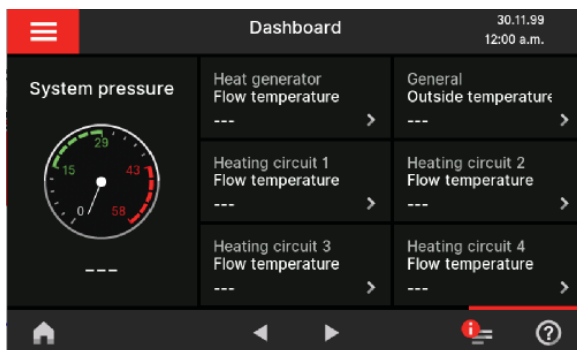 Dashboard
30.11.99
12:00 a.m.
System pressure
29
15
43
0
58
---
Heat generator
Flow temperature
---
General
Outside temperature
---
Heating circuit 1
Flow temperature
---
Heating circuit 2
Flow temperature
---
Heating circuit 3
Flow temperature
---
Heating circuit 4
Flow temperature
---
i
?